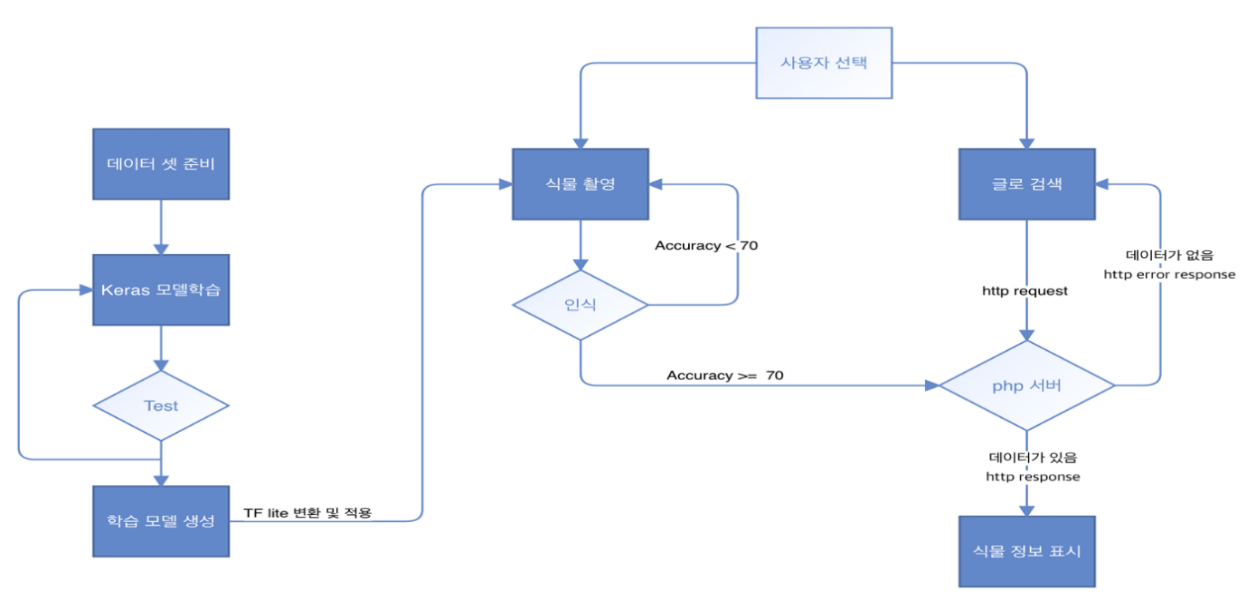 사용자 선택
데이터 셋 준비
식물 촬영
글로 검색
Accuracy < 70
데이터가 없음
http error response
Keras 모델학습
http request
인식
Accuracy >= 70
php 서버
Test
데이터가 있음
http response
TF lite 변환 및 적용
학습 모델 생성
식물 정보 표시